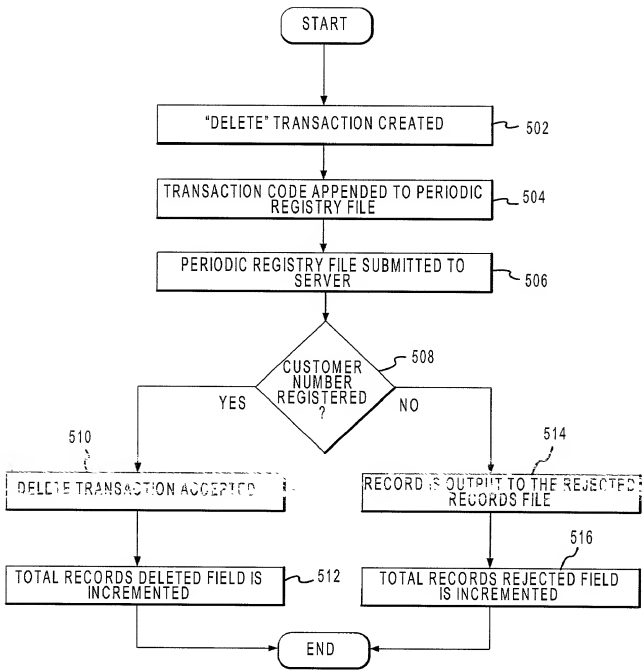 START
"DELETE" TRANSACTION CREATED
502
TRANSACTION CODE APPENDED TO PERIODIC
REGISTRY FILE
504
PERIODIC REGISTRY FILE SUBMITTED TO
SERVER
506
508
CUSTOMER
NUMBER
REGISTERED
?
YES
NO
510
DELETE TRANSACTION ACCEPTED
514
RECORD IS OUTPUT TO THE REJECTED
RECORDS FILE
TOTAL RECORDS DELETED FIELD IS
INCREMENTED
512
516
TOTAL RECORDS REJECTED FIELD
IS INCREMENTED
END